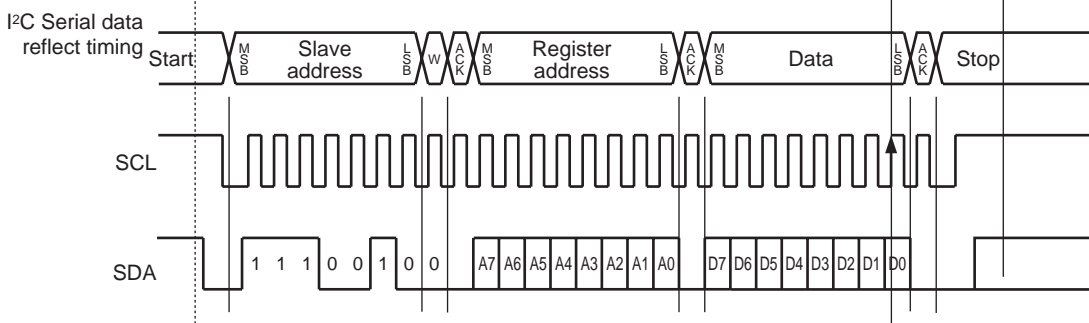 I²C Serial data
reflect timing
Start MSB Slave address LSB W ACK MSB Register address LSB ACK MSB Data LSB ACK Stop
SCL
SDA 1 1 1 0 0 1 0 0 A7 A6 A5 A4 A3 A2 A1 A0 D7 D6 D5 D4 D3 D2 D1 D0